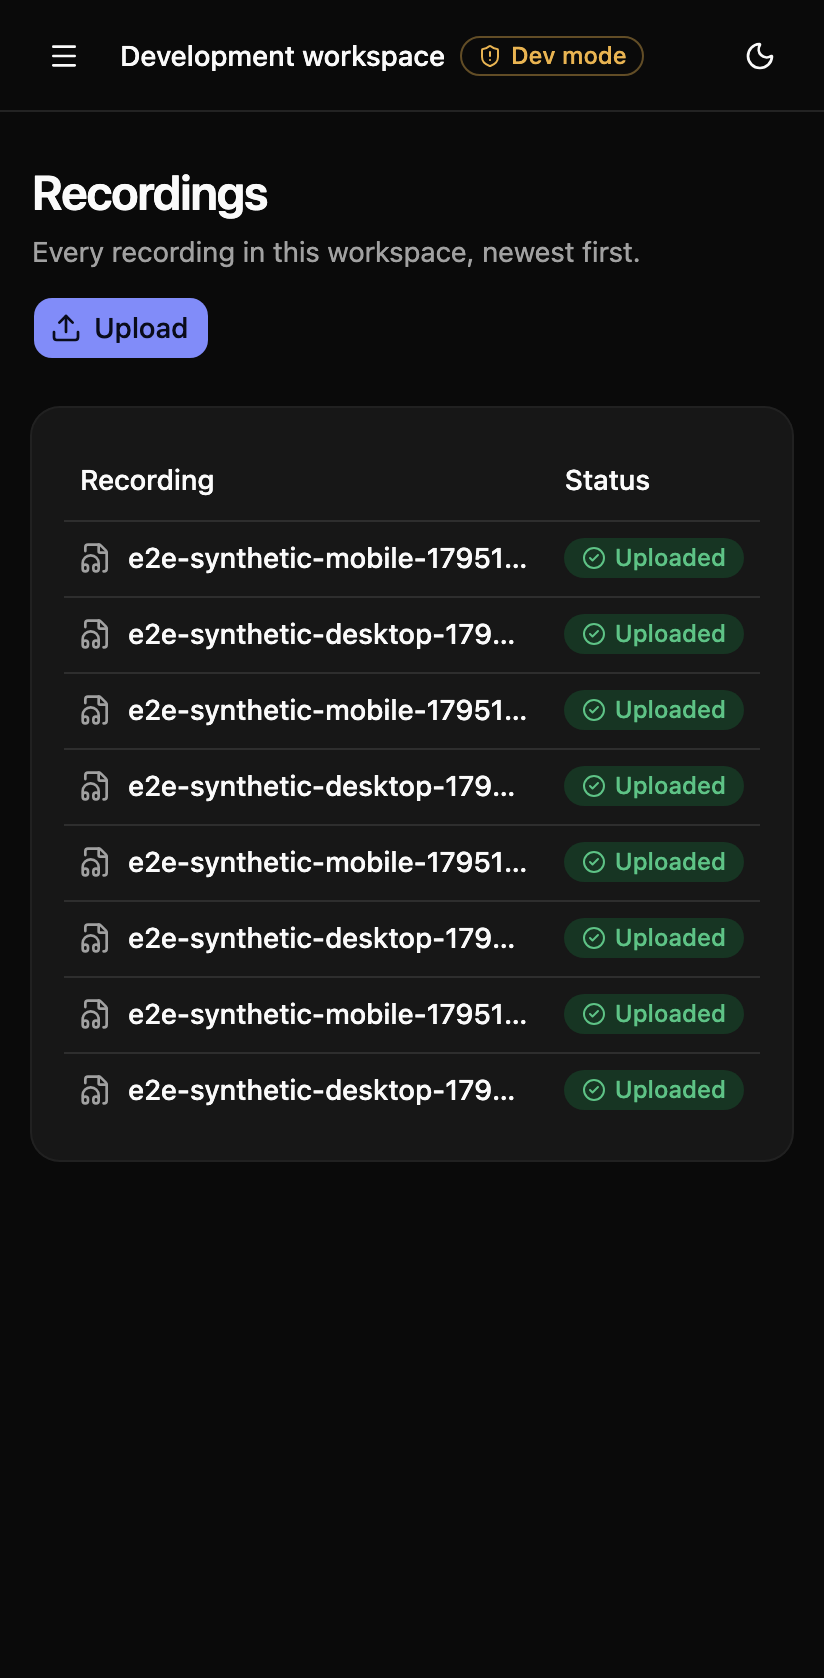 Development workspace Dev mode
Recordings
Every recording in this workspace, newest first.
Upload
Recording Status
e2e-synthetic-mobile-17951... Uploaded
e2e-synthetic-desktop-179... Uploaded
e2e-synthetic-mobile-17951... Uploaded
e2e-synthetic-desktop-179... Uploaded
e2e-synthetic-mobile-17951... Uploaded
e2e-synthetic-desktop-179... Uploaded
e2e-synthetic-mobile-17951... Uploaded
e2e-synthetic-desktop-179... Uploaded